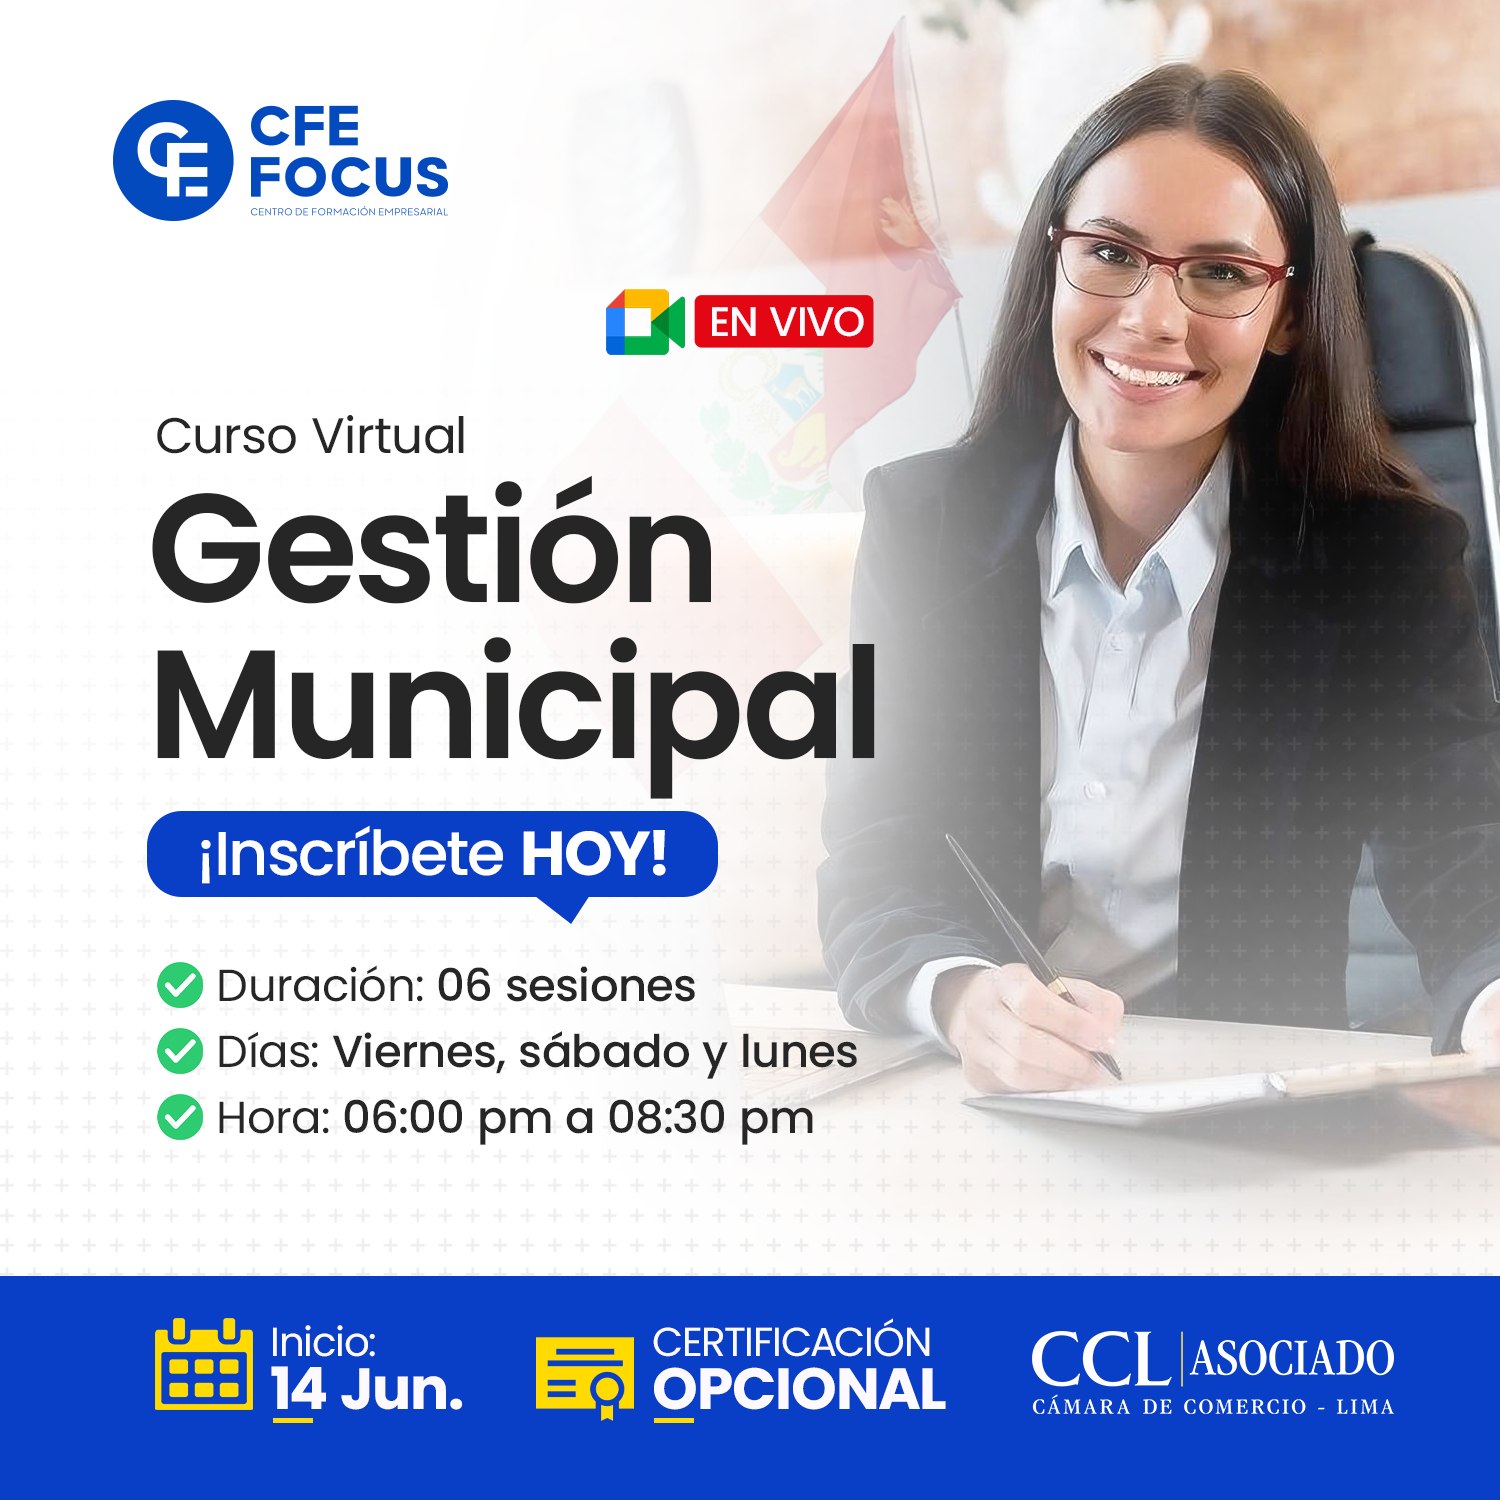 CFE
FOCUS
CENTRO DE FORMACIÓN EMPRESARIAL
EN VIVO
Curso Virtual
Gestión
Municipal
¡Inscríbete HOY!
Duración: 06 sesiones
Días: Viernes, sábado y lunes
Hora: 06:00 pm a 08:30 pm
Inicio:
14 Jun.
CERTIFICACIÓN
OPCIONAL
CCL | ASOCIADO
CÁMARA DE COMERCIO - LIMA